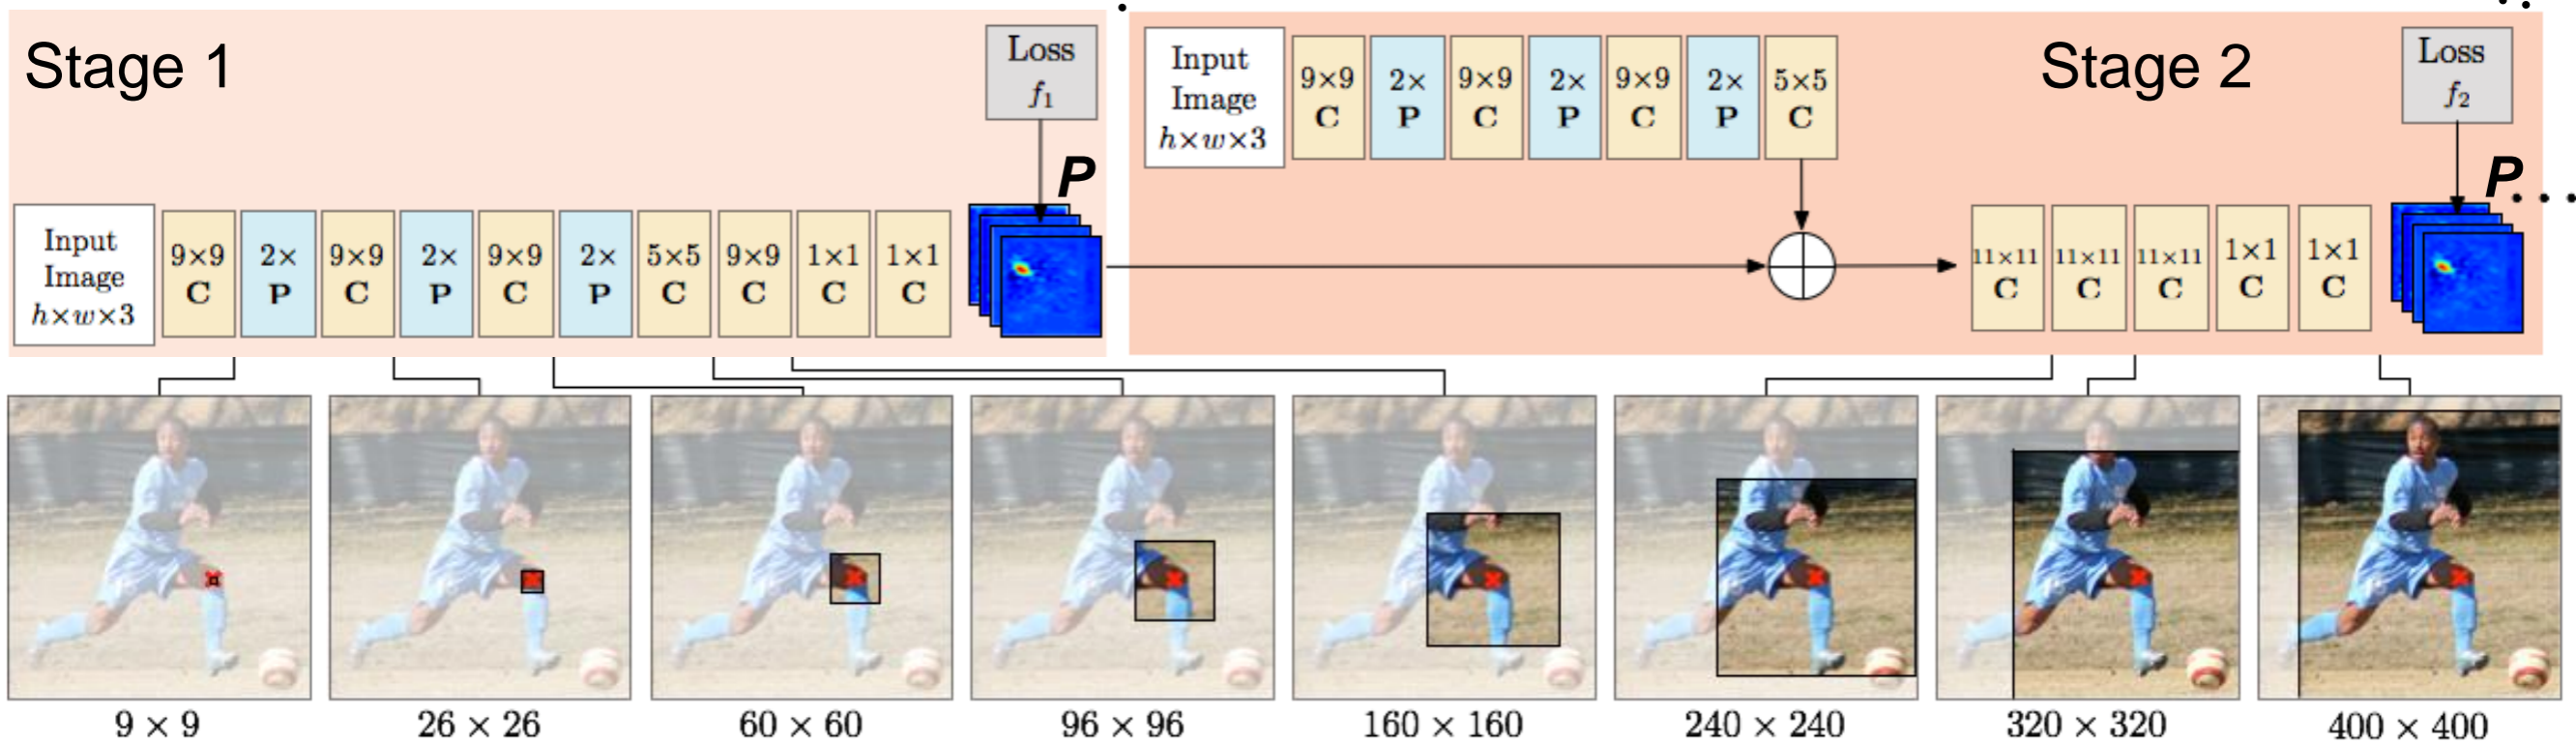 Stage 1
Loss
f₁
P
Input
Image
h×w×3
9×9
C
2×
P
9×9
C
2×
P
9×9
C
2×
P
5×5
C
9×9
C
1×1
C
1×1
C
Input
Image
h×w×3
9×9
C
2×
P
9×9
C
2×
P
9×9
C
2×
P
5×5
C
Stage 2
Loss
f₂
P...
11×11
C
11×11
C
11×11
C
1×1
C
1×1
C
9 × 9
26 × 26
60 × 60
96 × 96
160 × 160
240 × 240
320 × 320
400 × 400